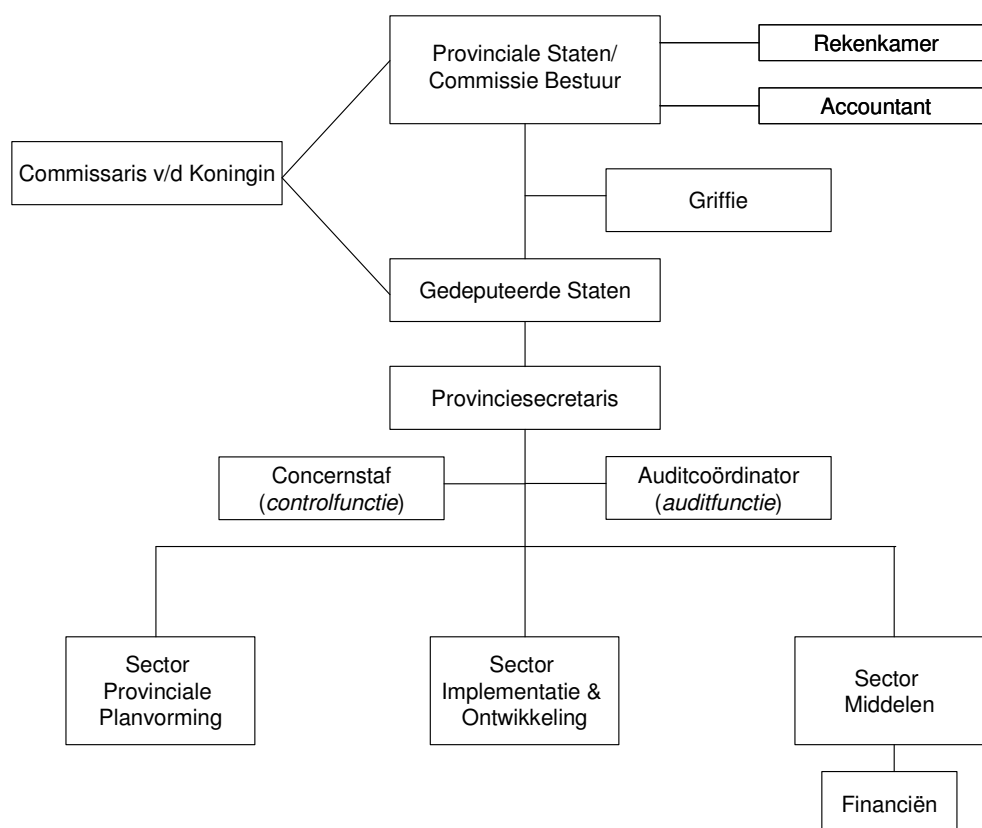 Provinciale Staten/
Commissie Bestuur
Rekenkamer
Accountant
Commissaris v/d Koningin
Griffie
Gedeputeerde Staten
Provinciesecretaris
Concernstaf
(controlfunctie)
Auditcoördinator
(auditfunctie)
Sector
Provinciale
Planvorming
Sector
Implementatie &
Ontwikkeling
Sector
Middelen
Financiën